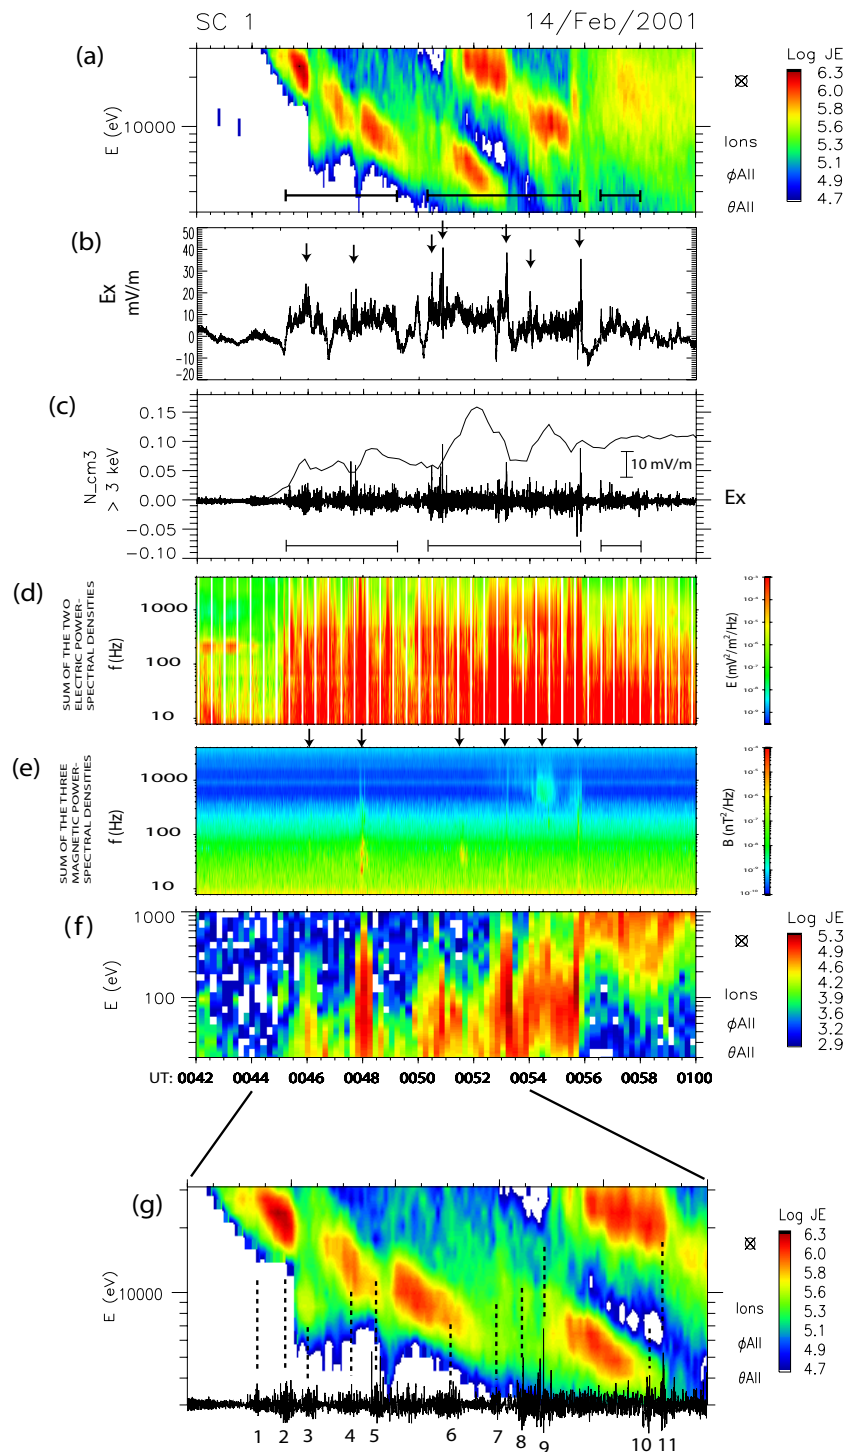 SC 1 14/Feb/2001
(a)
E (eV)
10000
Log JE
6.3
6.0
5.8
5.6
5.3
5.1
4.9
4.7
Ions
φAll
θAll
(b)
Ex
mV/m
50
40
30
20
10
0
-10
20
(c)
N_cm3
> 3 keV
0.15
0.10
0.05
0.00
-0.05
-0.10
10 mV/m
Ex
(d)
SUM OF THE TWO
ELECTRIC POWER-
SPECTRAL DENSITIES
f (Hz)
1000
100
10
E (mV²/m²/Hz)
(e)
SUM OF THE THREE
MAGNETIC POWER-
SPECTRAL DENSITIES
f (Hz)
1000
100
10
B (nT²/Hz)
(f)
E (eV)
1000
100
Log JE
5.3
4.9
4.6
4.3
3.9
3.6
3.2
2.9
Ions
φAll
θAll
UT: 0042 0044 0046 0048 0050 0052 0054 0056 0058 0100
(g)
E (eV)
10000
Log JE
6.3
6.0
5.8
5.6
5.3
5.1
4.9
4.7
Ions
φAll
θAll
1 2 3 4 5 6 7 8 9 10 11